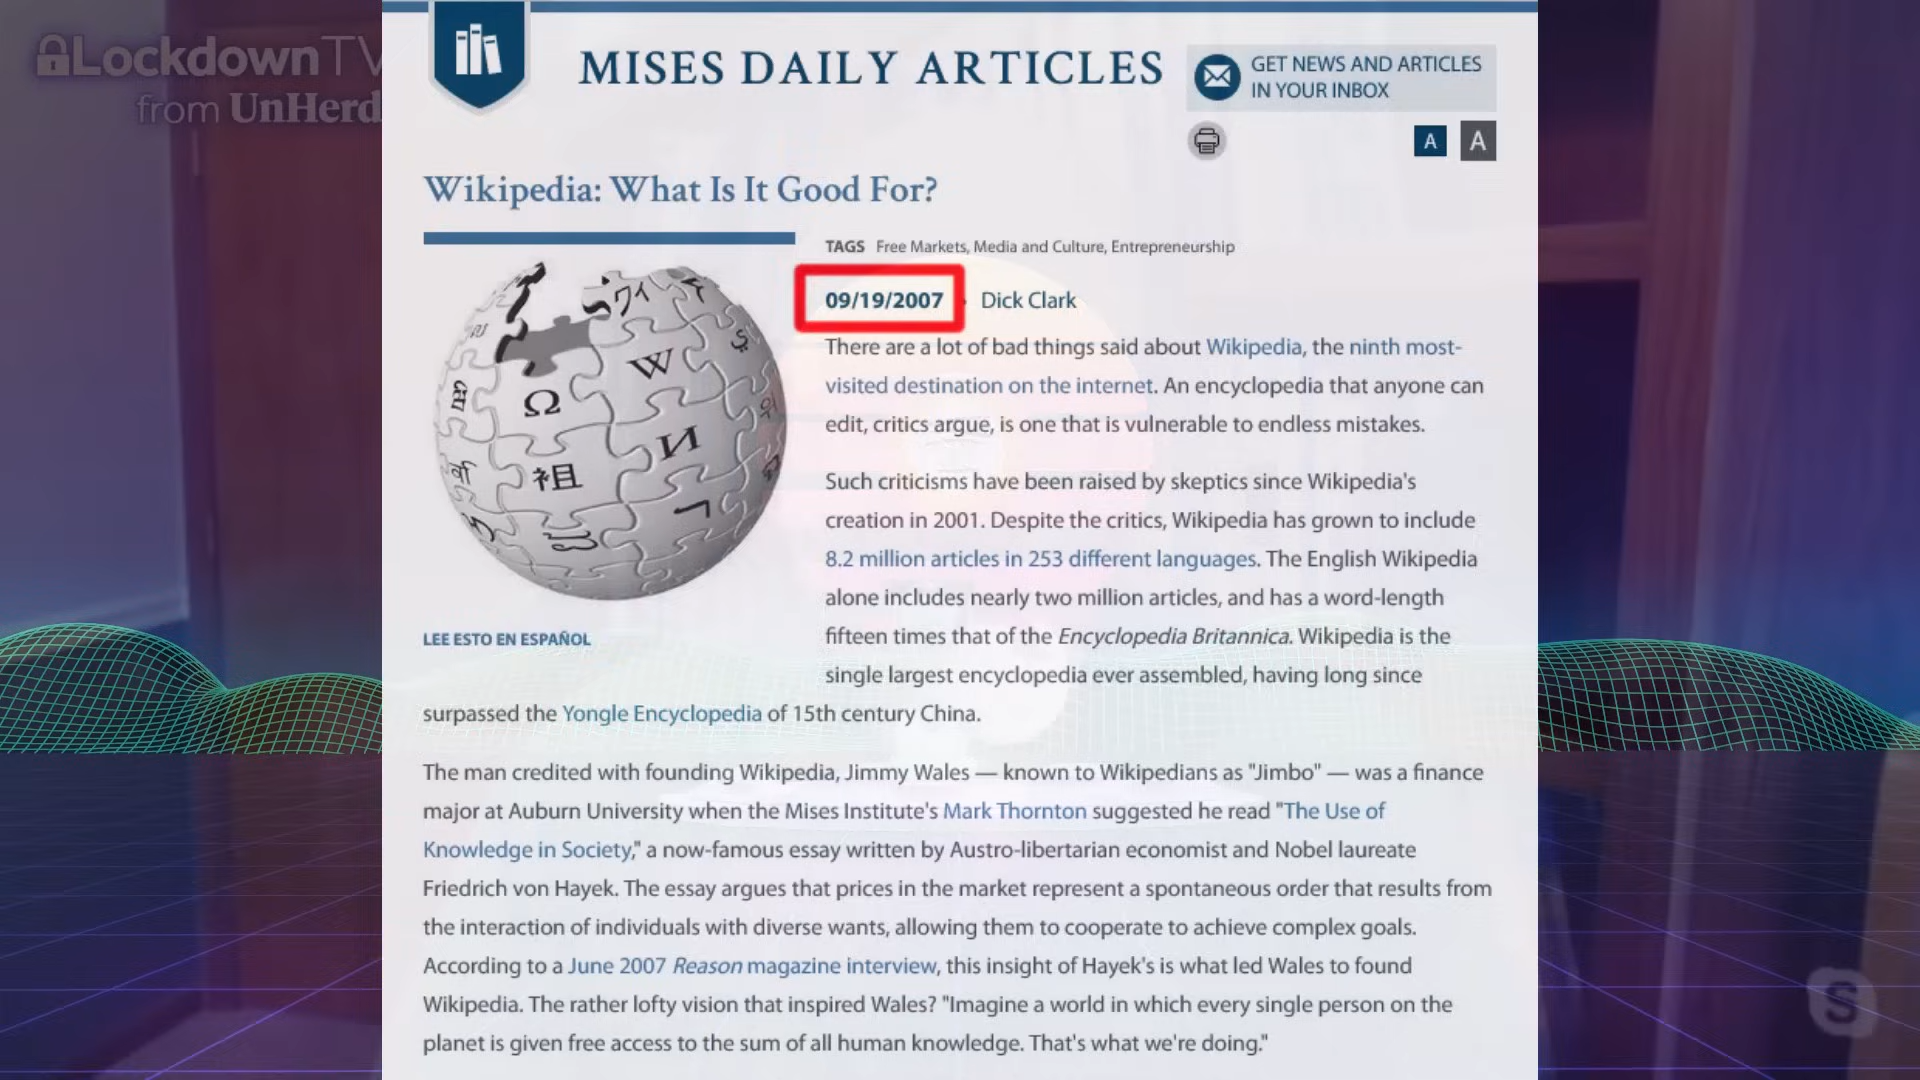 LockdownTV
from UnHerd
MISES DAILY ARTICLES
GET NEWS AND ARTICLES
IN YOUR INBOX
A A
Wikipedia: What Is It Good For?
TAGS Free Markets, Media and Culture, Entrepreneurship
09/19/2007 Dick Clark
There are a lot of bad things said about Wikipedia, the ninth most-
visited destination on the internet. An encyclopedia that anyone can
edit, critics argue, is one that is vulnerable to endless mistakes.
Such criticisms have been raised by skeptics since Wikipedia's
creation in 2001. Despite the critics, Wikipedia has grown to include
8.2 million articles in 253 different languages. The English Wikipedia
alone includes nearly two million articles, and has a word-length
fifteen times that of the Encyclopedia Britannica. Wikipedia is the
single largest encyclopedia ever assembled, having long since
Ω W И 祖 ワィ
LEE ESTO EN ESPAÑOL
surpassed the Yongle Encyclopedia of 15th century China.
The man credited with founding Wikipedia, Jimmy Wales — known to Wikipedians as "Jimbo" — was a finance
major at Auburn University when the Mises Institute's Mark Thornton suggested he read "The Use of
Knowledge in Society," a now-famous essay written by Austro-libertarian economist and Nobel laureate
Friedrich von Hayek. The essay argues that prices in the market represent a spontaneous order that results from
the interaction of individuals with diverse wants, allowing them to cooperate to achieve complex goals.
According to a June 2007 Reason magazine interview, this insight of Hayek's is what led Wales to found
Wikipedia. The rather lofty vision that inspired Wales? "Imagine a world in which every single person on the
planet is given free access to the sum of all human knowledge. That's what we're doing."